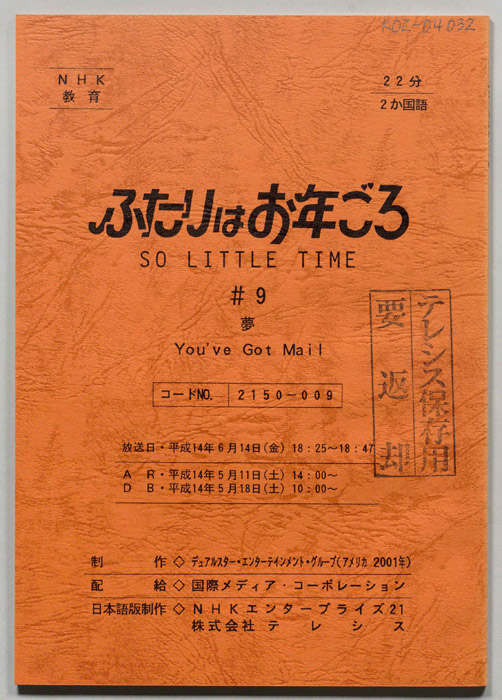 *02-04032
NHK
教育
22分
2か国語
ふたりはお年ごろ
SO LITTLE TIME
#9
夢
You've Got Mail
コードNO. 2150-009
テレシス保存用
要返却
放送日・平成14年6月14日(金) 18:25~18:47
AR・平成14年5月11日(土) 14:00~
DB・平成14年5月18日(土) 10:00~
制作◇デュアルスター・エンターテインメント・グループ(アメリカ 2001年)
配給◇国際メディア・コーポレーション
日本語版制作◇NHKエンタープライズ21
株式会社テレシス